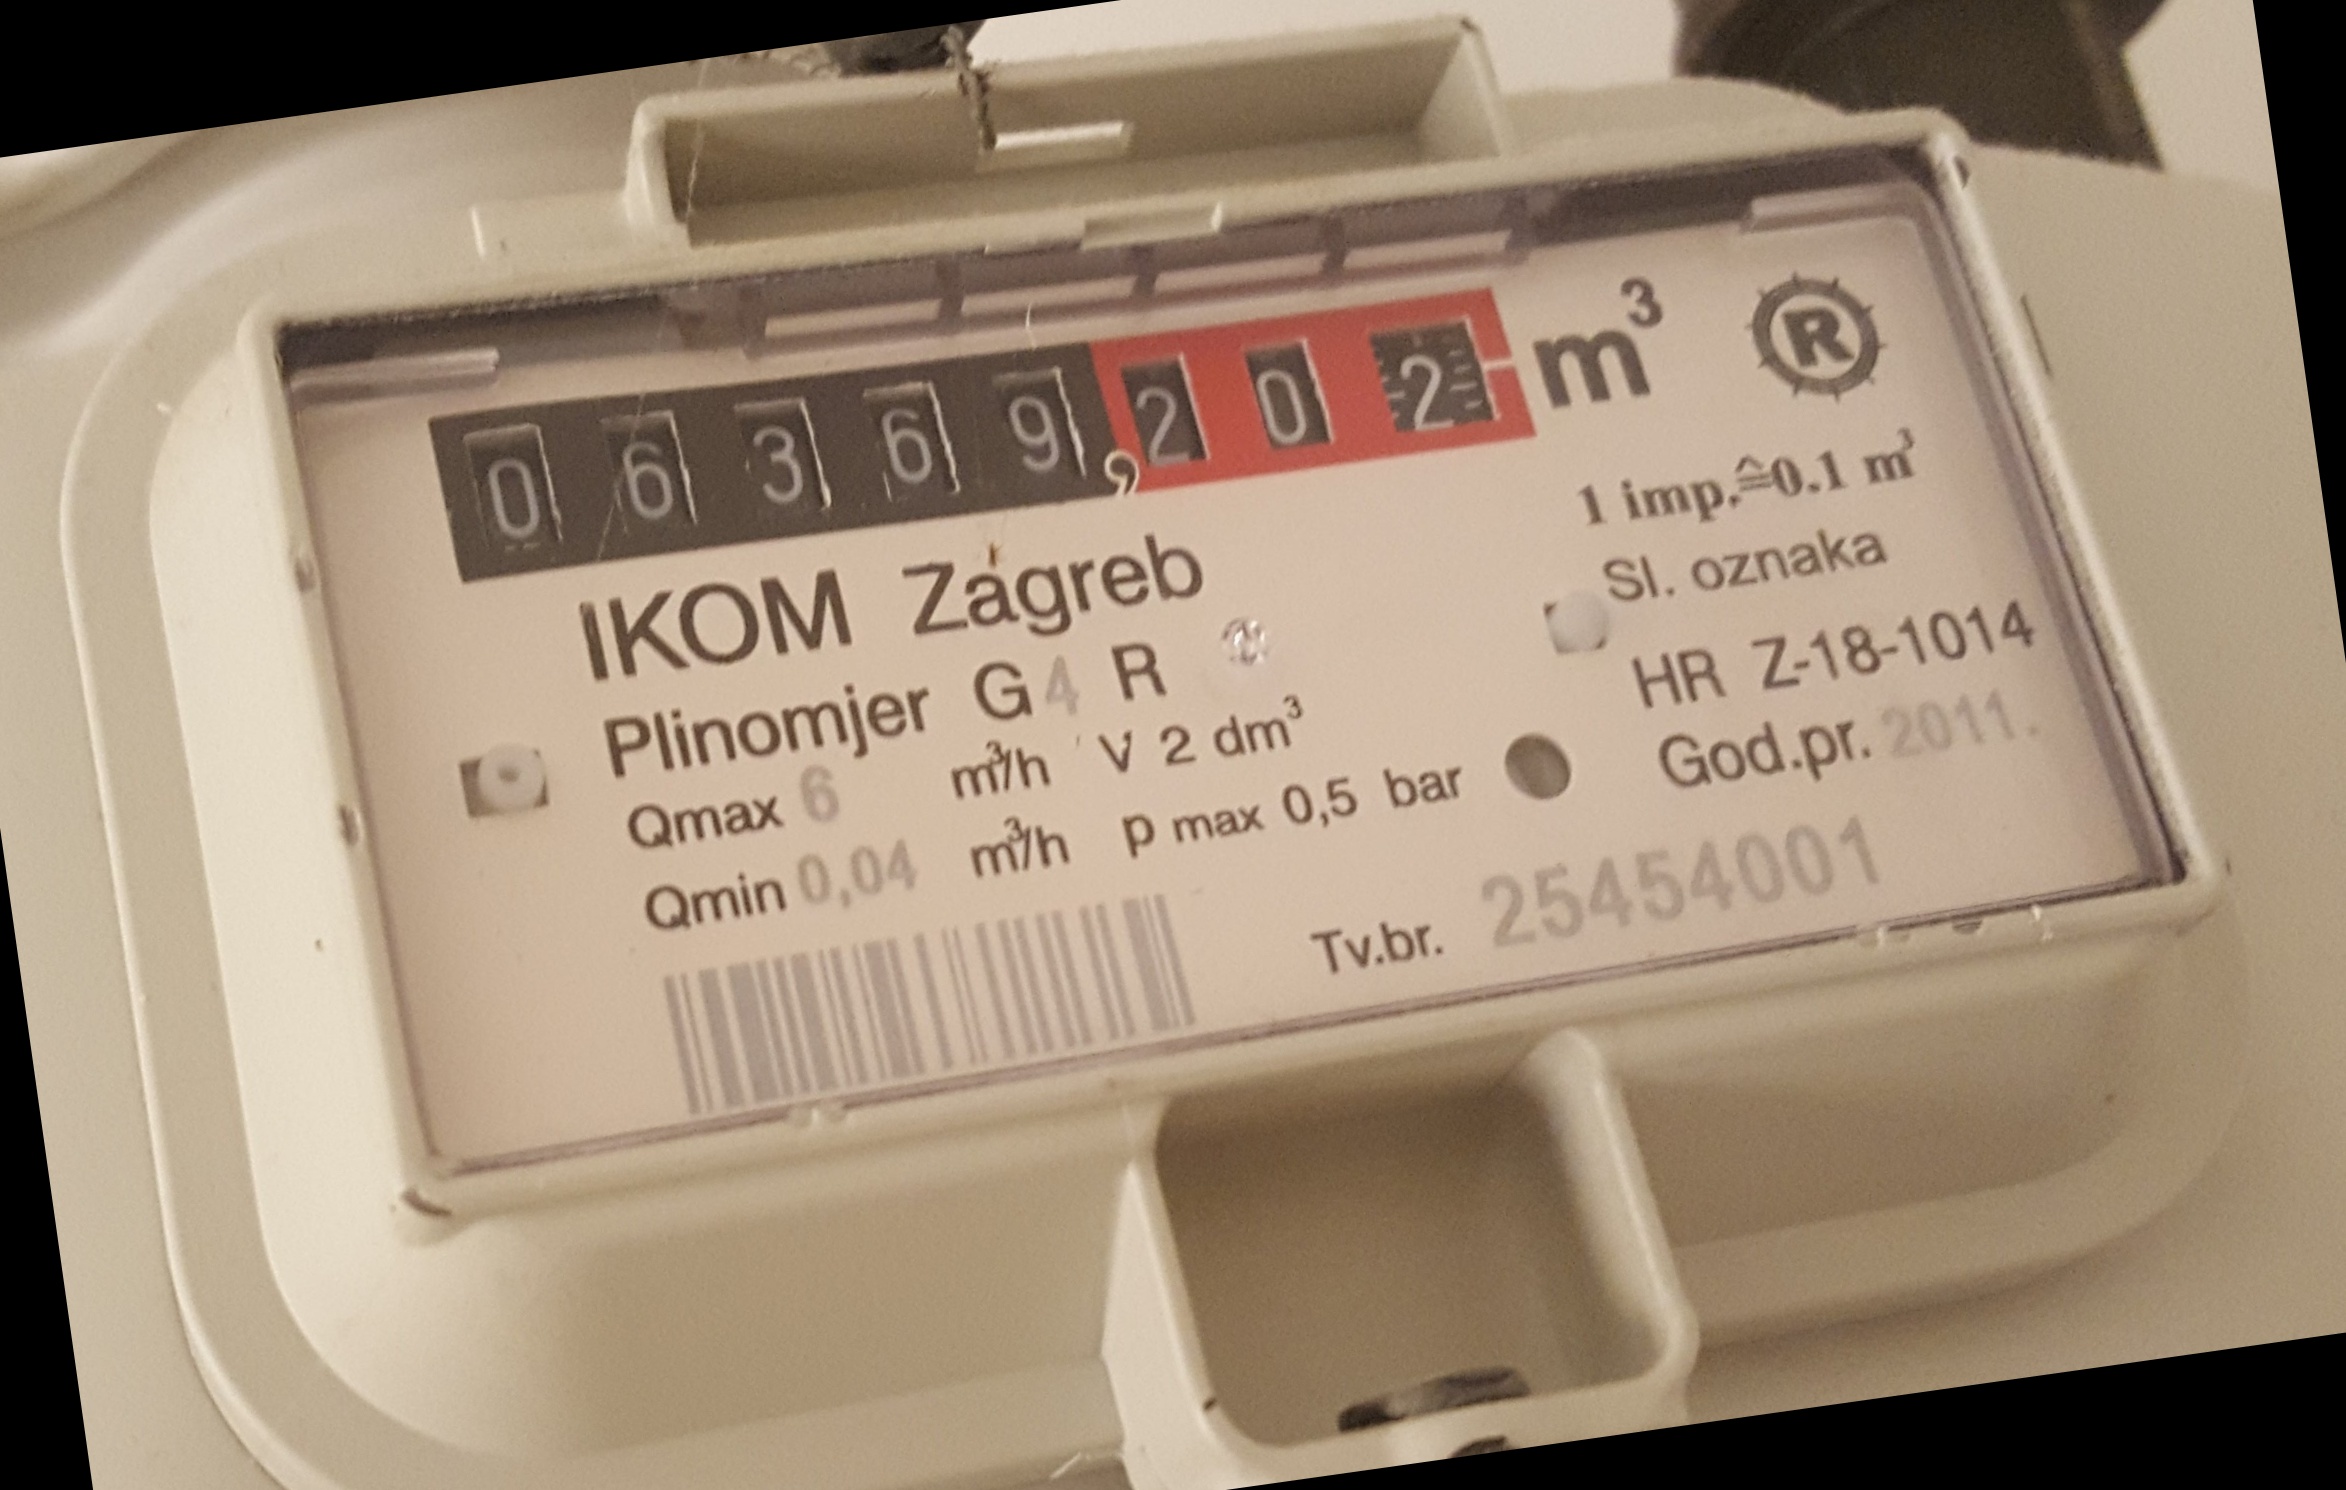 06369,202 m³
®
1 imp.≙0.1 m³
IKOM Zagreb
Sl. oznaka
Plinomjer G4 R
HR Z-18-1014
Qmax 6 m³/h V 2 dm³
God.pr. 2011.
Qmin 0,04 m³/h p max 0,5 bar
Tv.br. 25454001